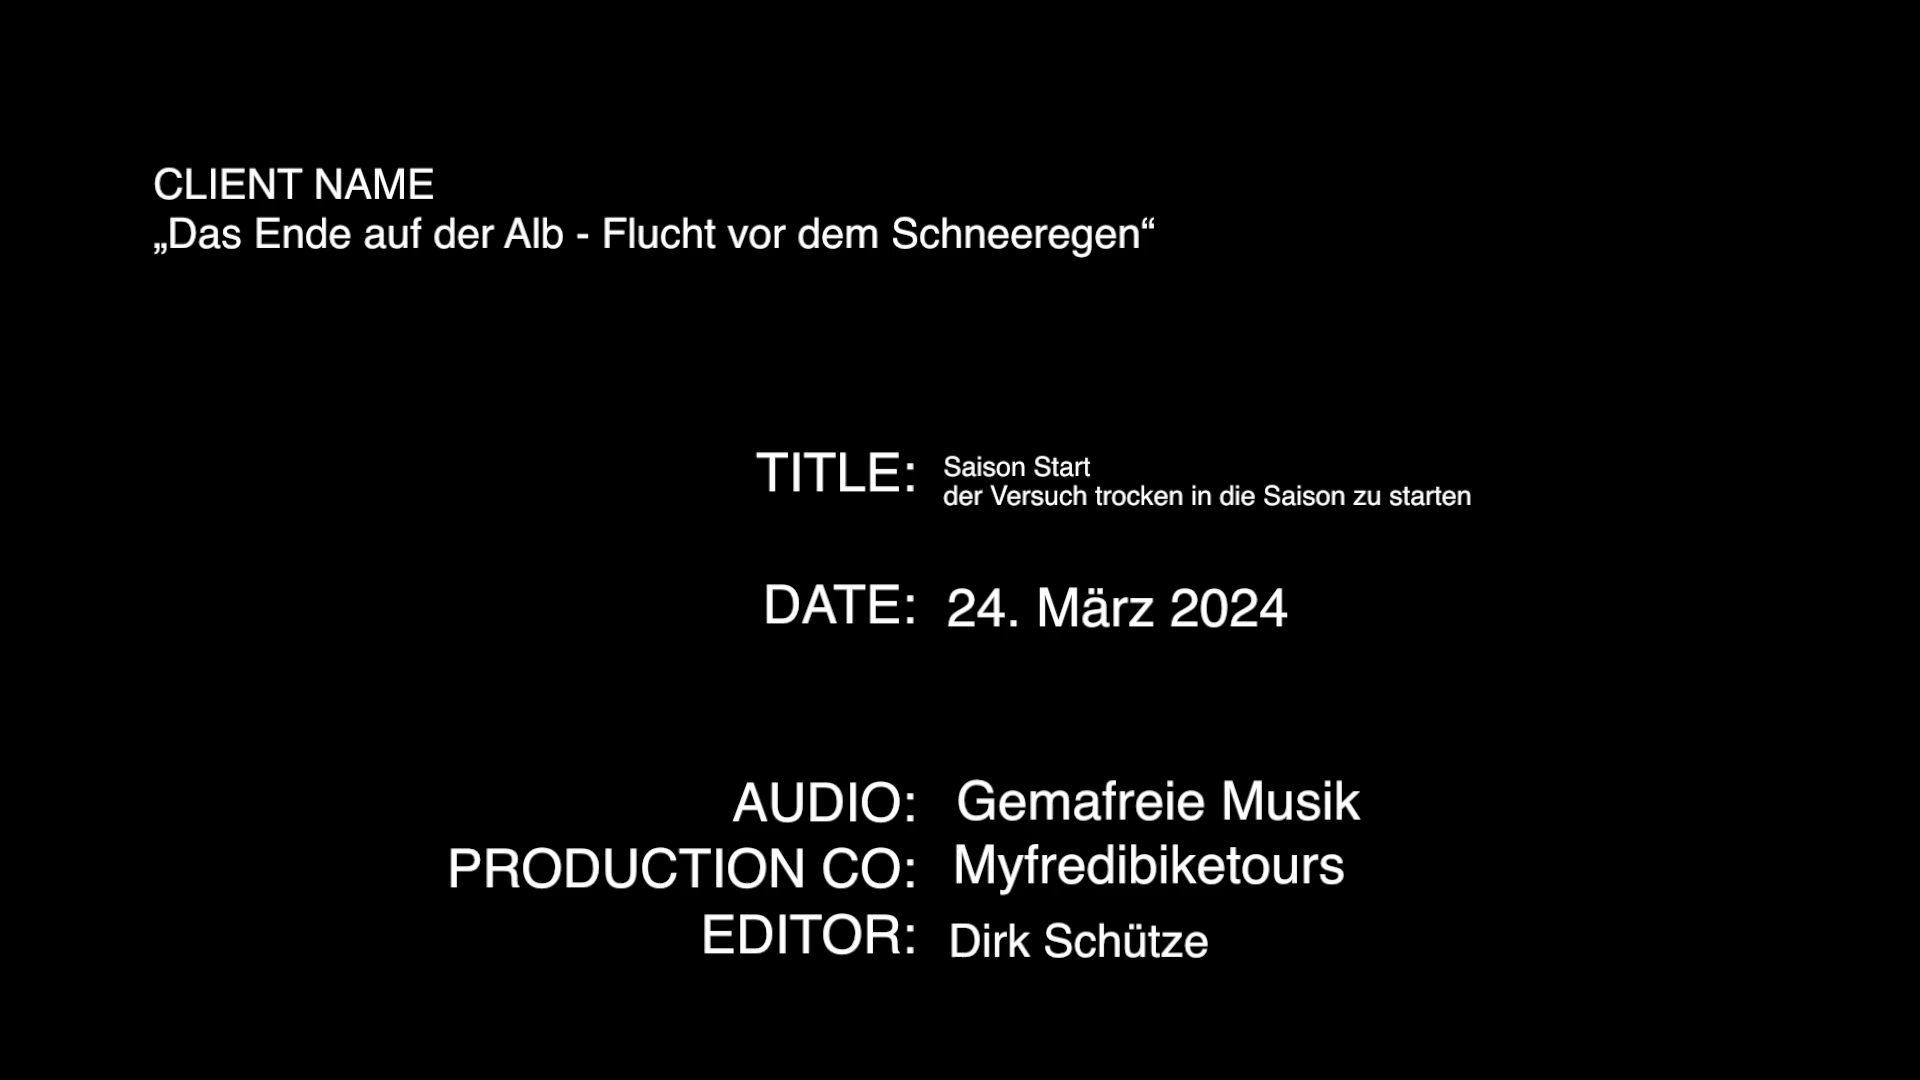 CLIENT NAME
„Das Ende auf der Alb - Flucht vor dem Schneeregen“
TITLE: Saison Start
der Versuch trocken in die Saison zu starten
DATE: 24. März 2024
AUDIO: Gemafreie Musik
PRODUCTION CO: Myfredibiketours
EDITOR: Dirk Schütze